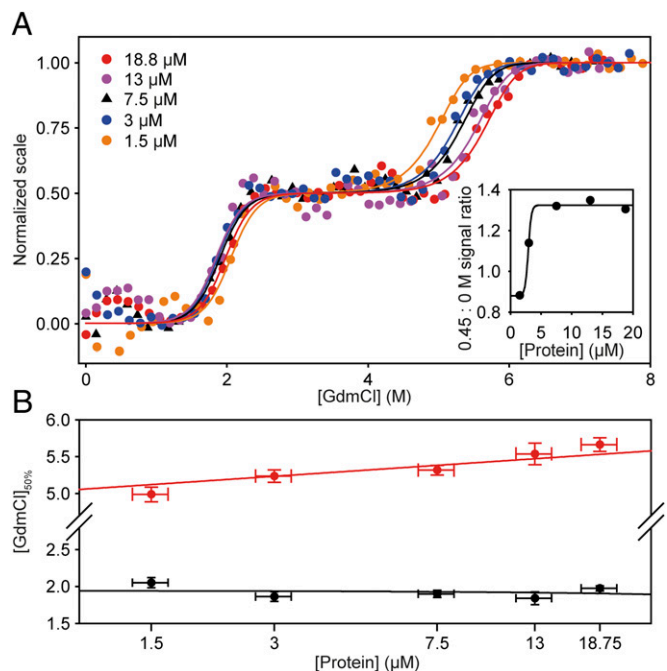 A
18.8 µM
13 µM
7.5 µM
3 µM
1.5 µM
Normalized scale
1.00
0.75
0.50
0.25
0.00
0 2 4 6 8
[GdmCl] (M)
0.45 : 0 M signal ratio
1.4
1.2
1.0
0.8
0 5 10 15 20
[Protein] (µM)
B
[GdmCl]50%
6.0
5.5
5.0
2.5
2.0
1.5
1.5 3 7.5 13 18.75
[Protein] (µM)